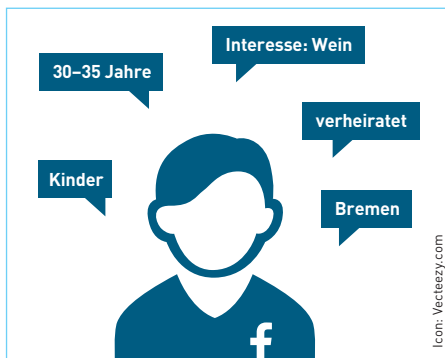 Interesse: Wein
30–35 Jahre
verheiratet
Kinder
Bremen
f
Icon: Vecteezy.com